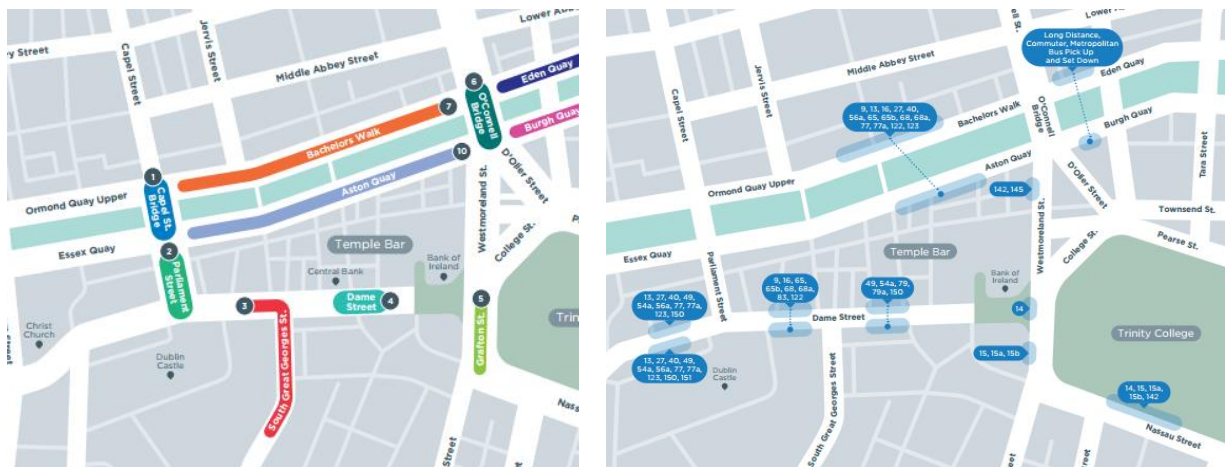 Lower Abbey
Jervis Street
Capel Street
Middle Abbey Street
6
Eden Quay
O'Connell
Bridge
7
Bachelors Walk
Burgh Quay
10
Aston Quay
D'Olier Street
1
Capel St.
Bridge
Ormond Quay Upper
Essex Quay
2
Parliament
Street
Temple Bar
Westmoreland St.
College St.
Central Bank
Bank of
Ireland
3
Dame
Street
4
5
Grafton St.
Christ
Church
Dublin
Castle
South Great Georges St.
Nassau
Street
Lower
Long Distance,
Commuter, Metropolitan
Bus Pick Up
and Set Down
Middle Abbey Street
Jervis Street
Capel Street
Eden Quay
O'Connell
Bridge
9, 13, 16, 27, 40,
56a, 65, 65b, 68, 68a,
77, 77a, 122, 123
Bachelors Walk
Burgh Quay
Aston Quay
D'Olier Street
Tara Street
Ormond Quay Upper
142, 145
Townsend St.
Essex Quay
Temple Bar
Westmoreland St.
College St.
Pearse St.
Parliament Street
Bank of
Ireland
13, 27, 40, 49,
54a, 56a, 77, 77a,
123, 150
9, 16, 65,
65b, 68, 68a,
83, 122
49, 54a, 79,
79a, 150
14
Dame Street
Trinity College
13, 27, 40, 49,
54a, 56a, 77, 77a,
123, 150, 151
Dublin
Castle
15, 15a, 15b
South Great Georges Street
14, 15, 15a,
15b, 142
Nassau Street